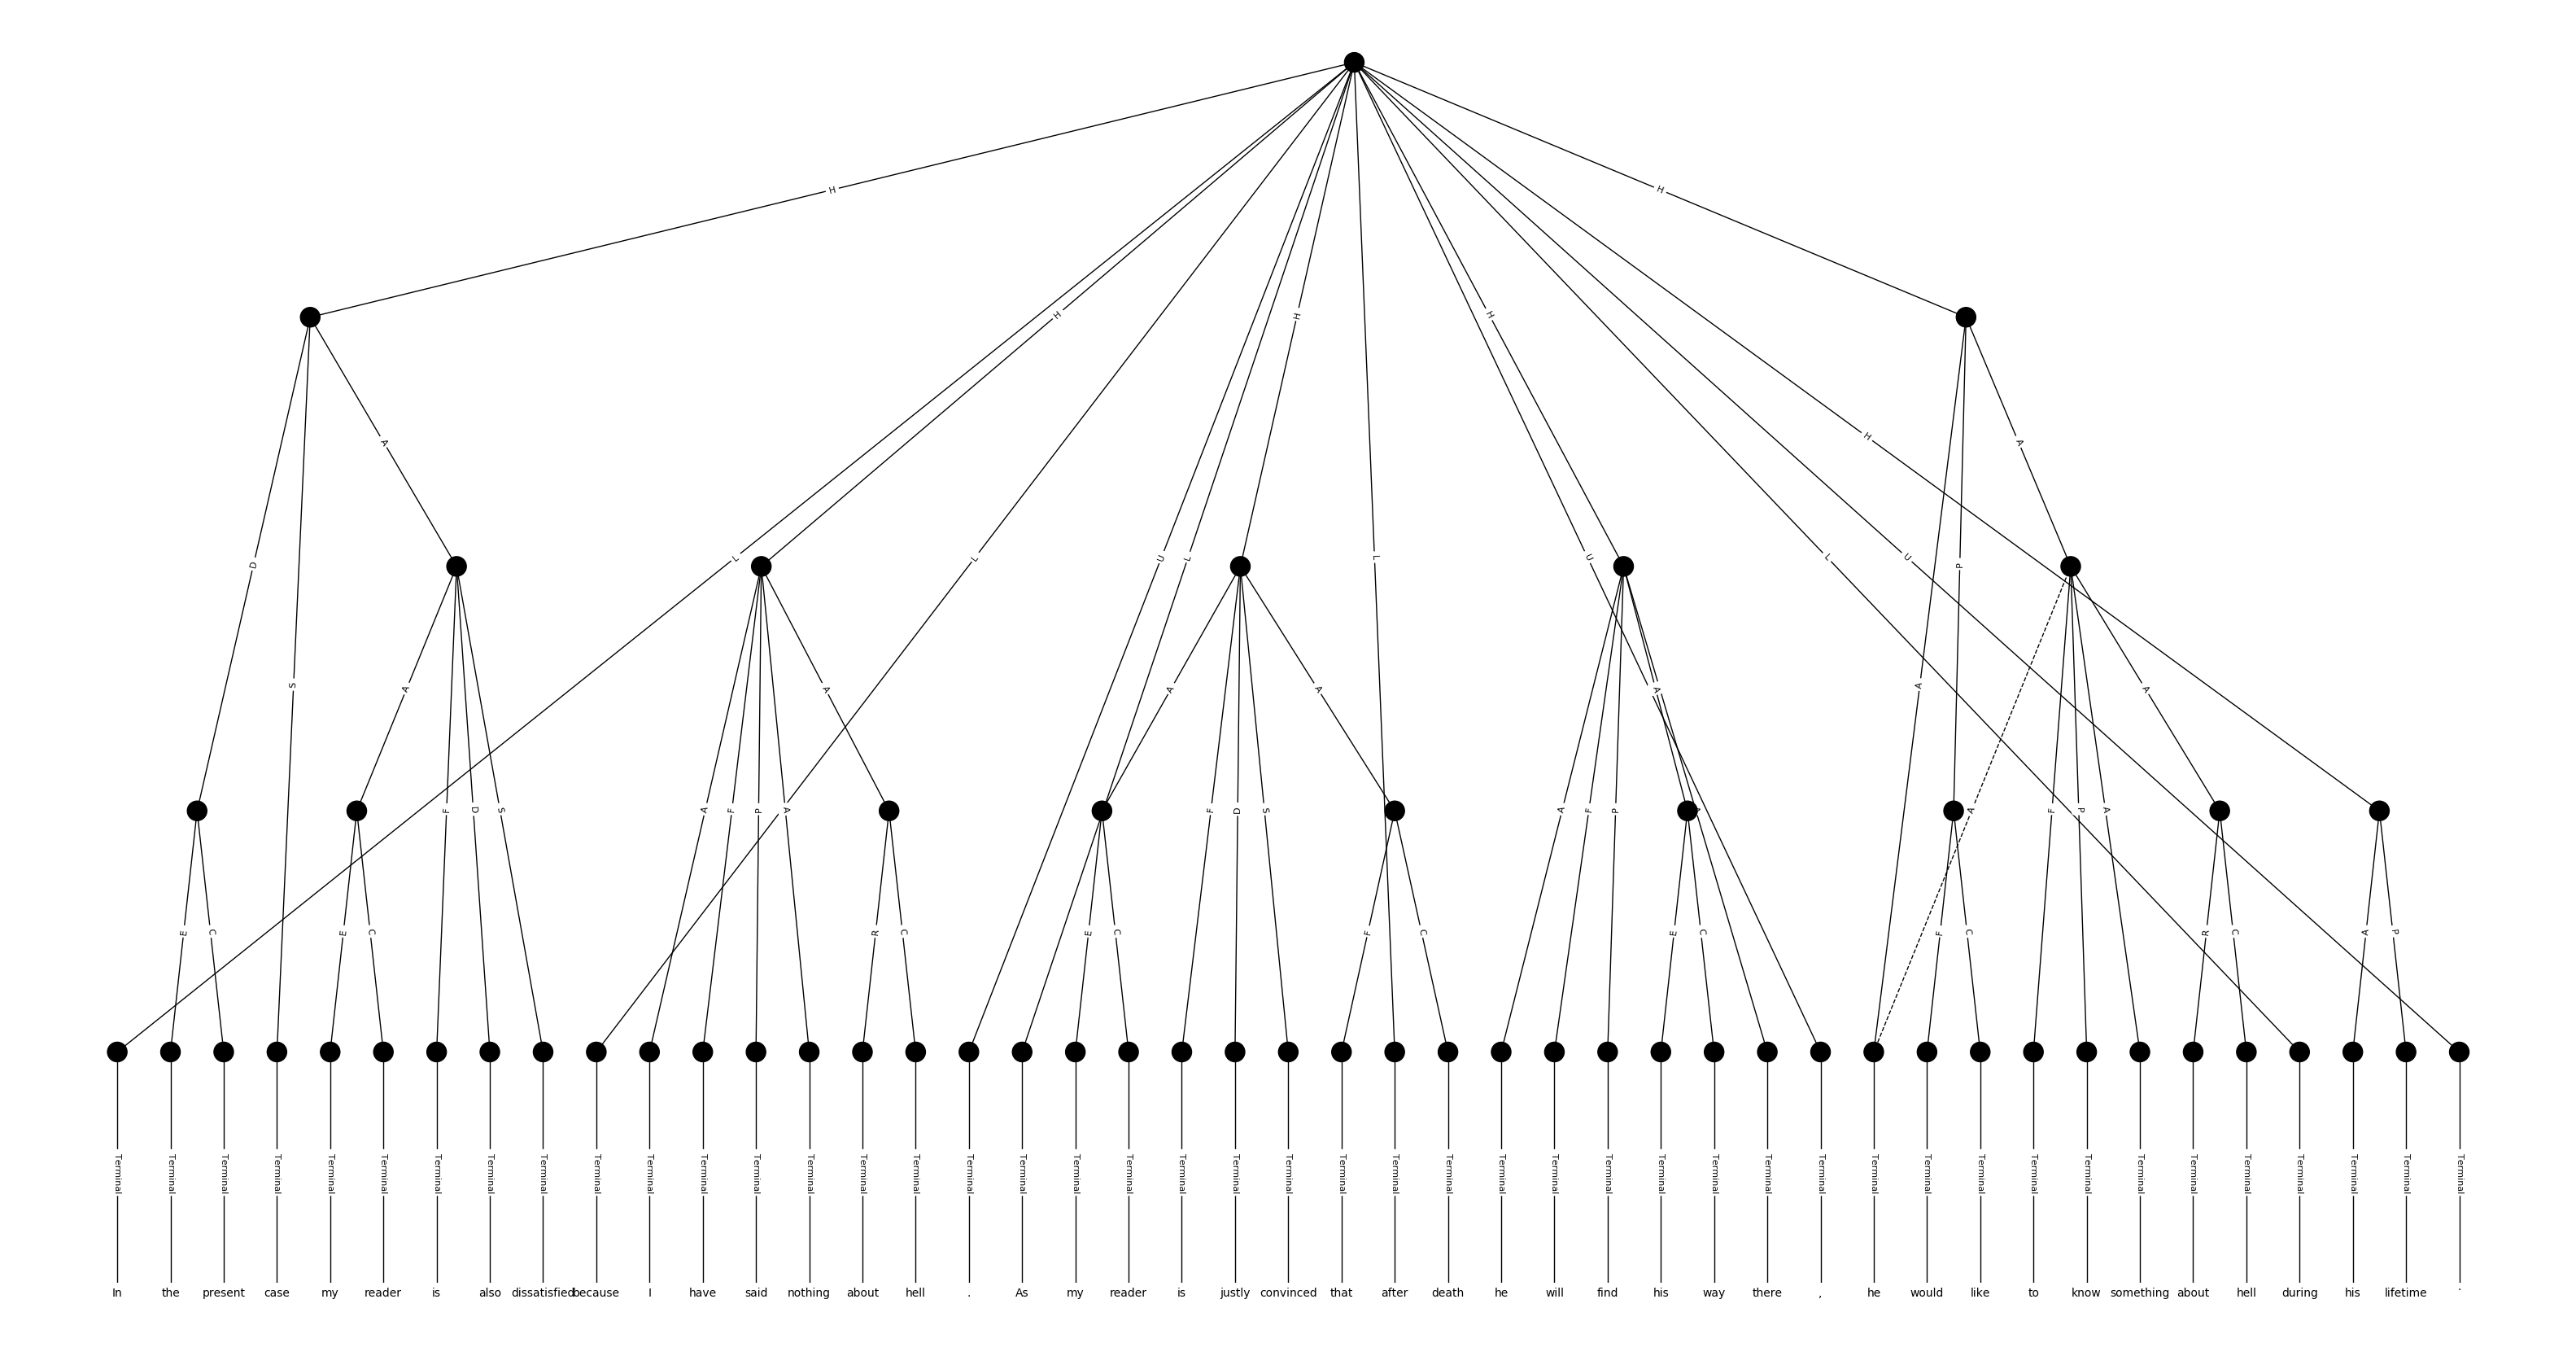 H H
H H H H
A A H
D L L U L L U L U P
S A A A A A A
F D S A F P A F D S A F P A A F P A
E C E C R C E C F C E C F C R C A P
Terminal Terminal Terminal Terminal Terminal Terminal Terminal Terminal Terminal Terminal Terminal Terminal Terminal Terminal Terminal Terminal Terminal Terminal Terminal Terminal Terminal Terminal Terminal Terminal Terminal Terminal Terminal Terminal Terminal Terminal Terminal Terminal Terminal Terminal Terminal Terminal Terminal Terminal Terminal Terminal Terminal Terminal Terminal Terminal Terminal
In the present case my reader is also dissatisfied because I have said nothing about hell . As my reader is justly convinced that after death he will find his way there , he would like to know something about hell during his lifetime .